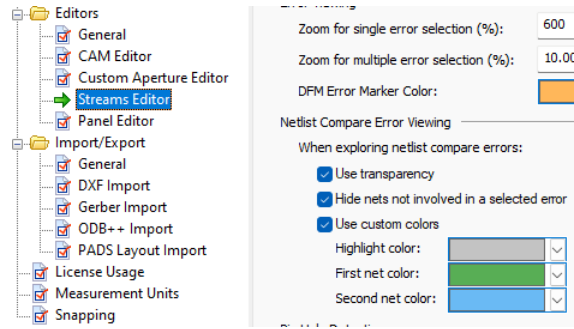 Editors
General
CAM Editor
Custom Aperture Editor
Streams Editor
Panel Editor
Import/Export
General
DXF Import
Gerber Import
ODB++ Import
PADS Layout Import
License Usage
Measurement Units
Snapping
Zoom for single error selection (%): 600
Zoom for multiple error selection (%): 10.00
DFM Error Marker Color:
Netlist Compare Error Viewing
When exploring netlist compare errors:
Use transparency
Hide nets not involved in a selected error
Use custom colors
Highlight color:
First net color:
Second net color: